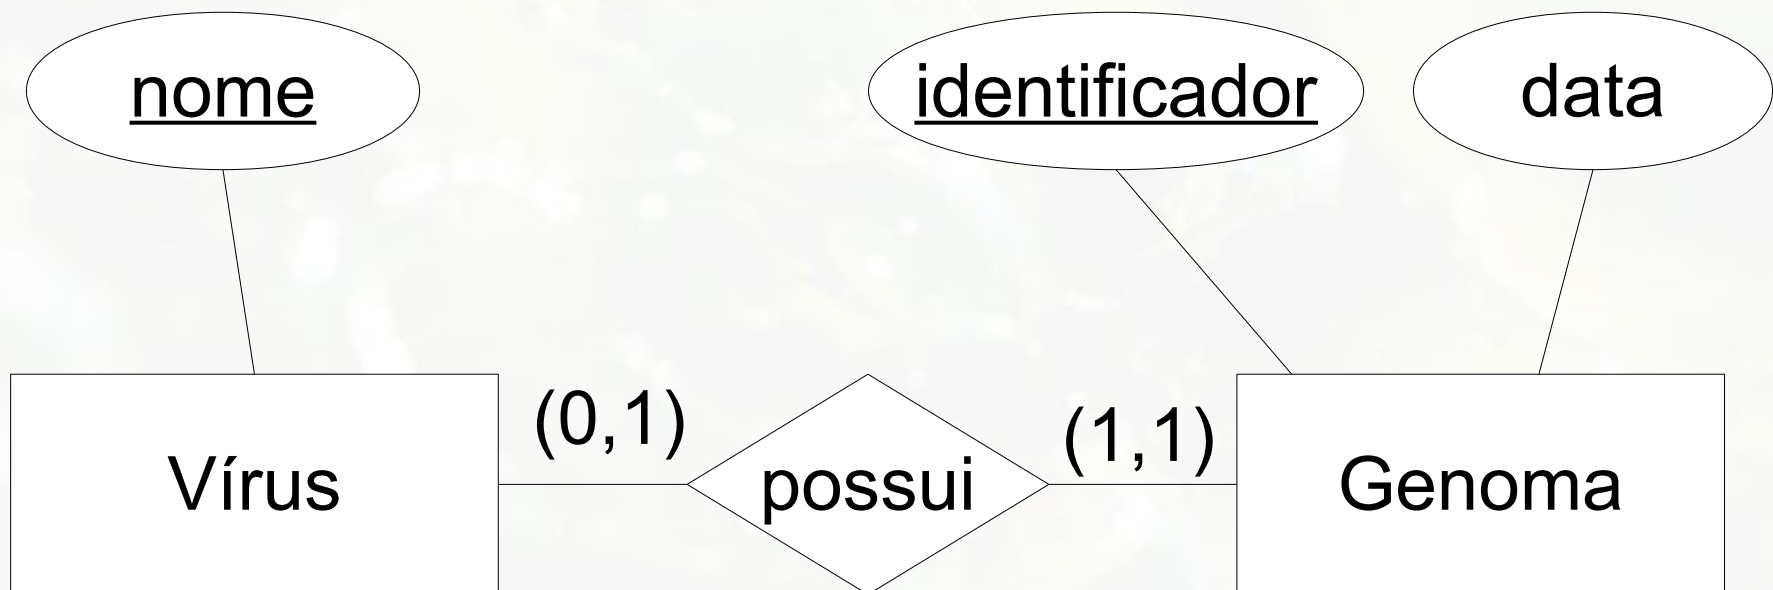 nome
identificador
data
(0,1)
(1,1)
Vírus
possui
Genoma